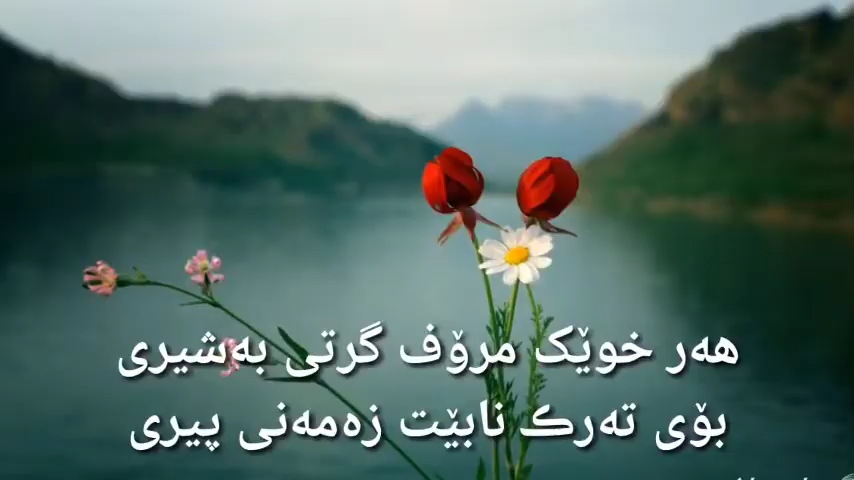 هەر خوێک مرۆڤ گرتی بەشیری
بۆی تەرک نابێت زەمەنی پیری